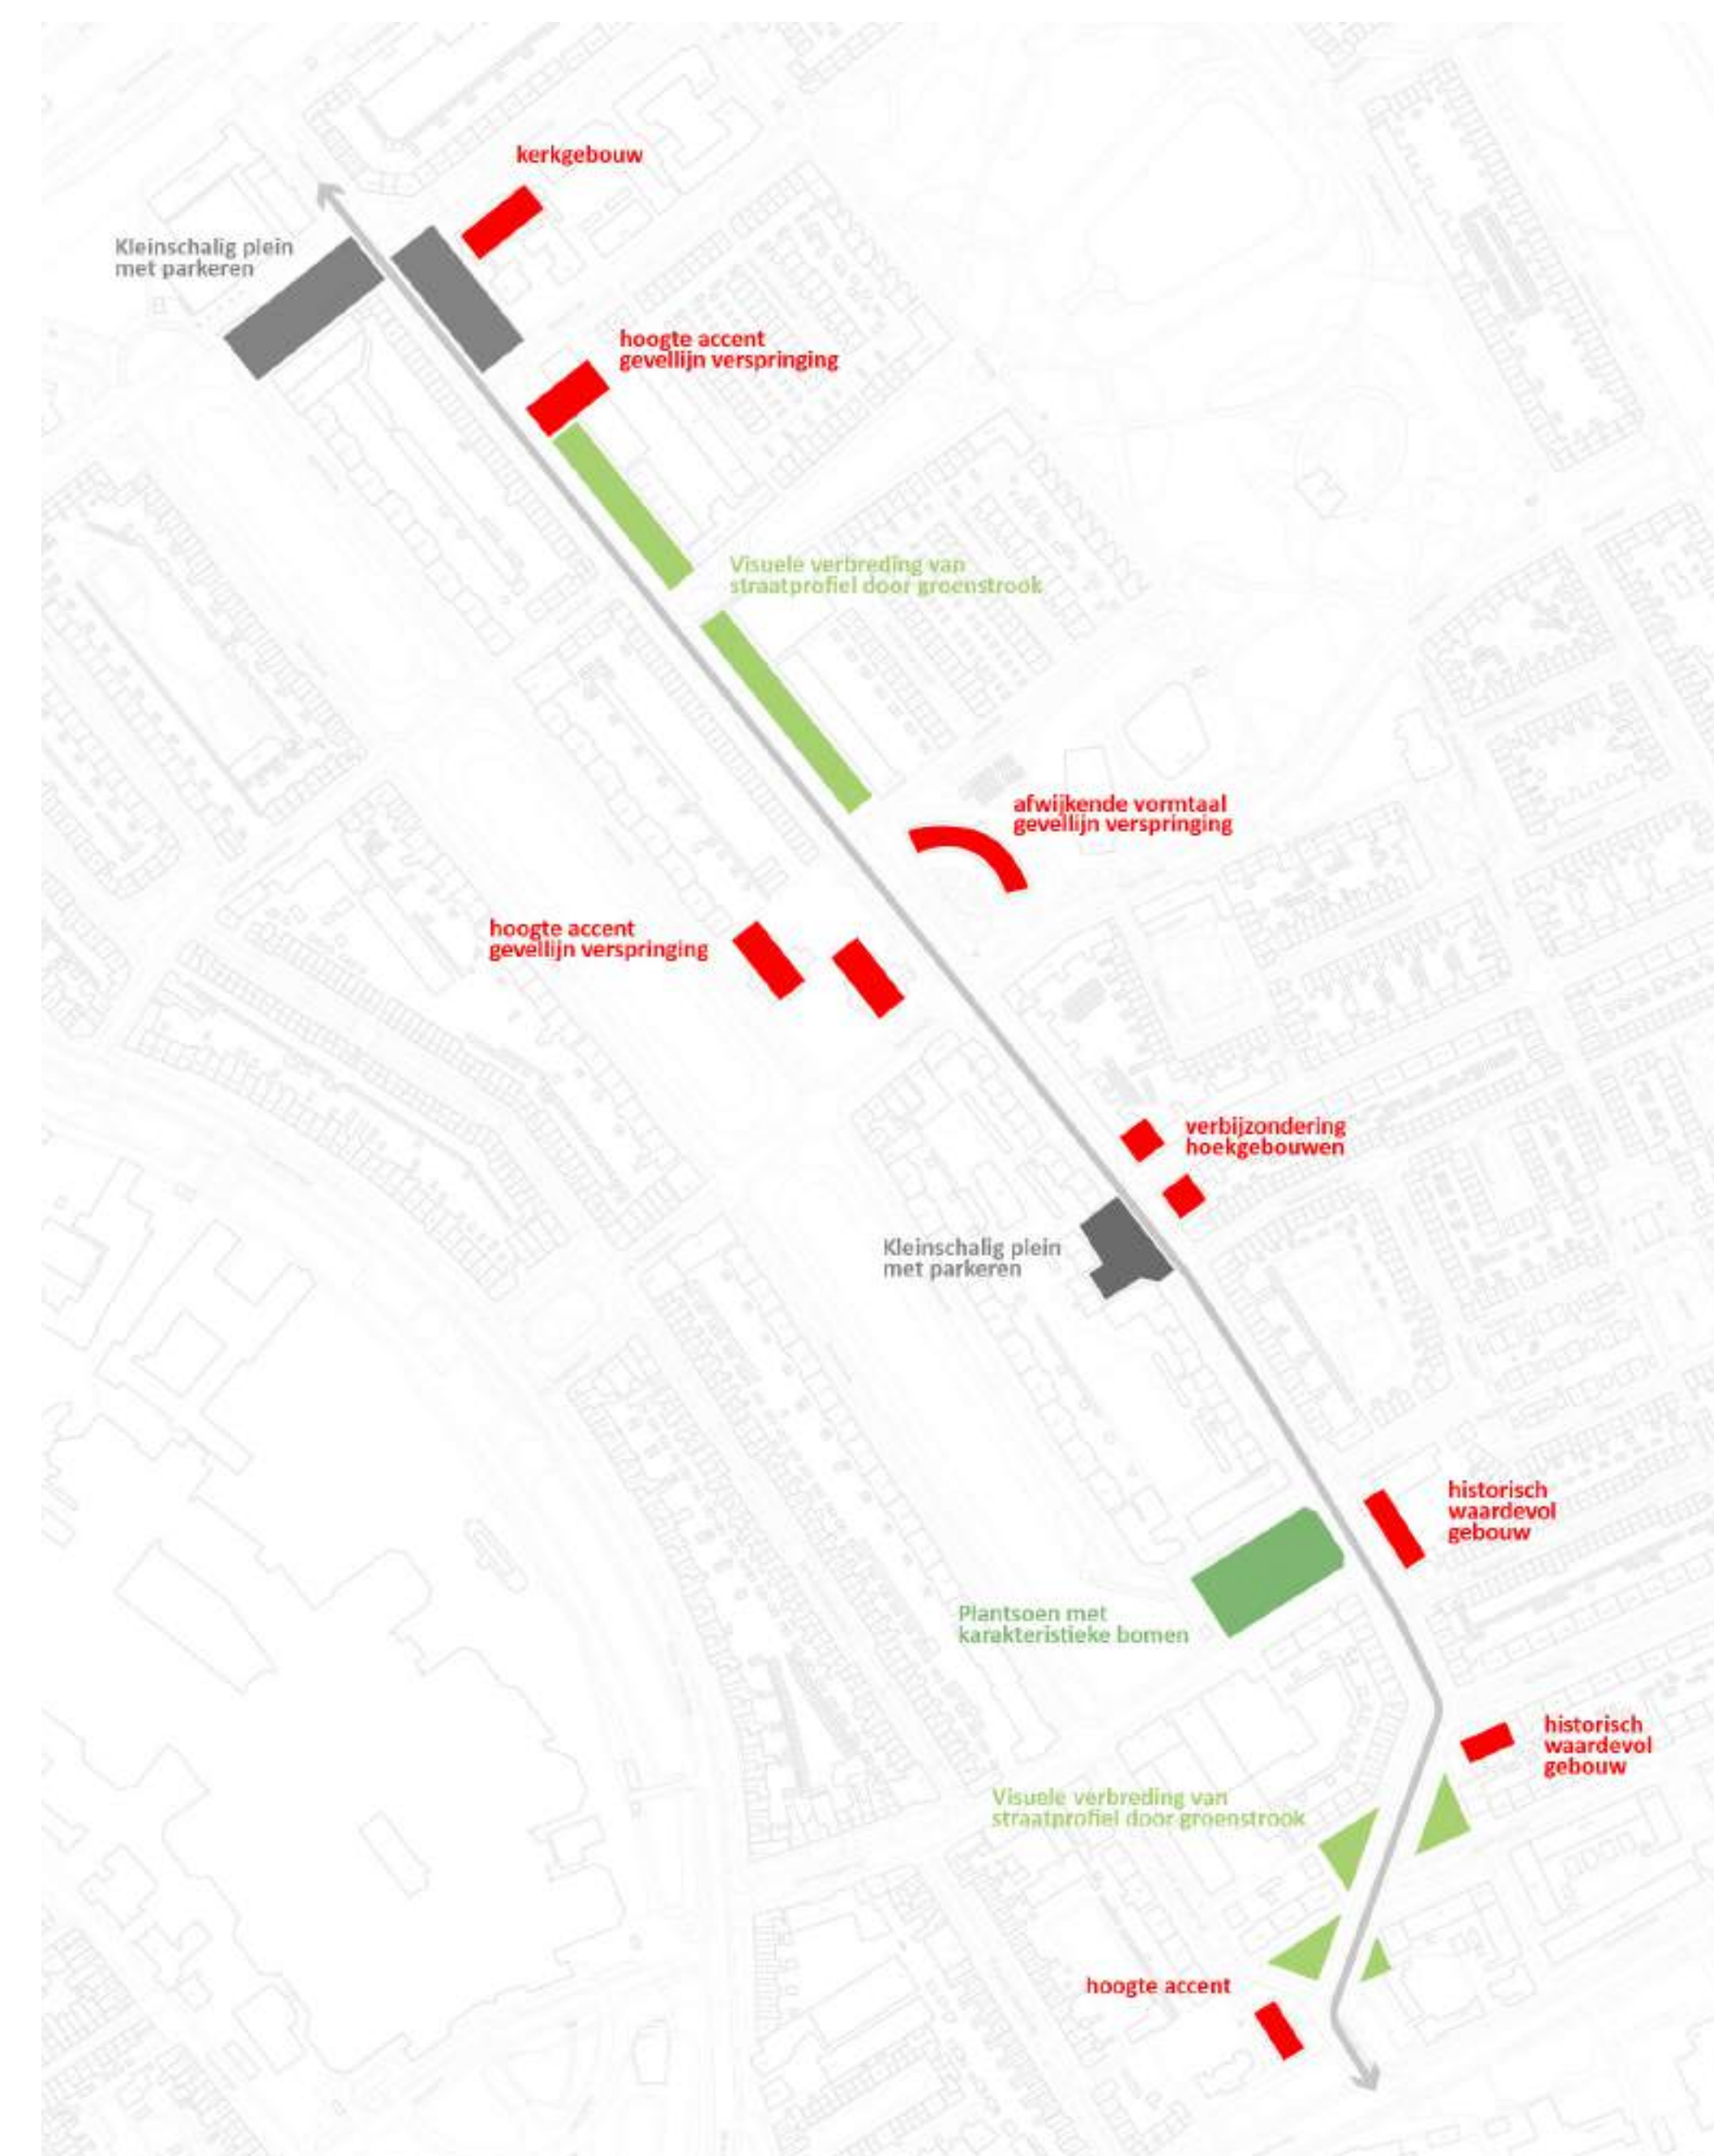 kerkgebouw
Kleinschalig plein
met parkeren
hoogte accent
gevellijn verspringing
Visuele verbreding van
straatprofiel door groenstrook
afwijkende vormtaal
gevellijn verspringing
hoogte accent
gevellijn verspringing
verbijzondering
hoekgebouwen
Kleinschalig plein
met parkeren
historisch
waardevol
gebouw
Plantsoen met
karakteristieke bomen
historisch
waardevol
gebouw
Visuele verbreding van
straatprofiel door groenstrook
hoogte accent